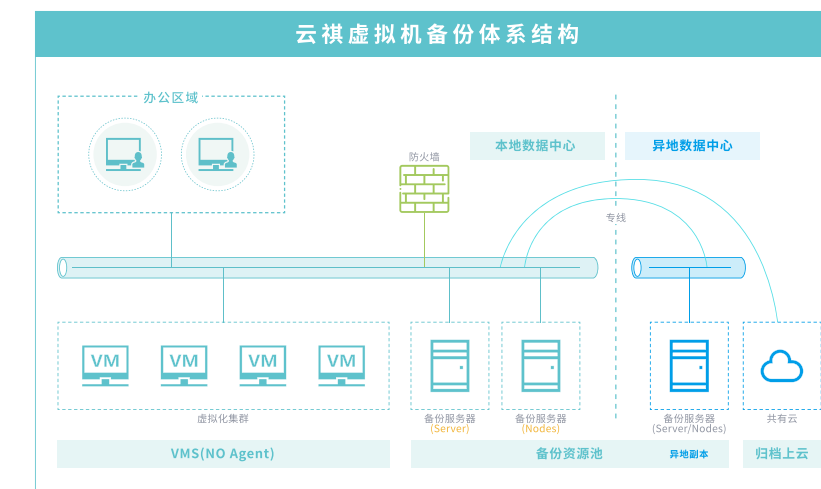 云祺虚拟机备份体系结构
办公区域
本地数据中心
异地数据中心
防火墙
专线
VM
VM
VM
VM
虚拟化集群
备份服务器
(Server)
备份服务器
(Nodes)
备份服务器
(Server/Nodes)
共有云
VMS(NO Agent)
备份资源池
异地副本
归档上云